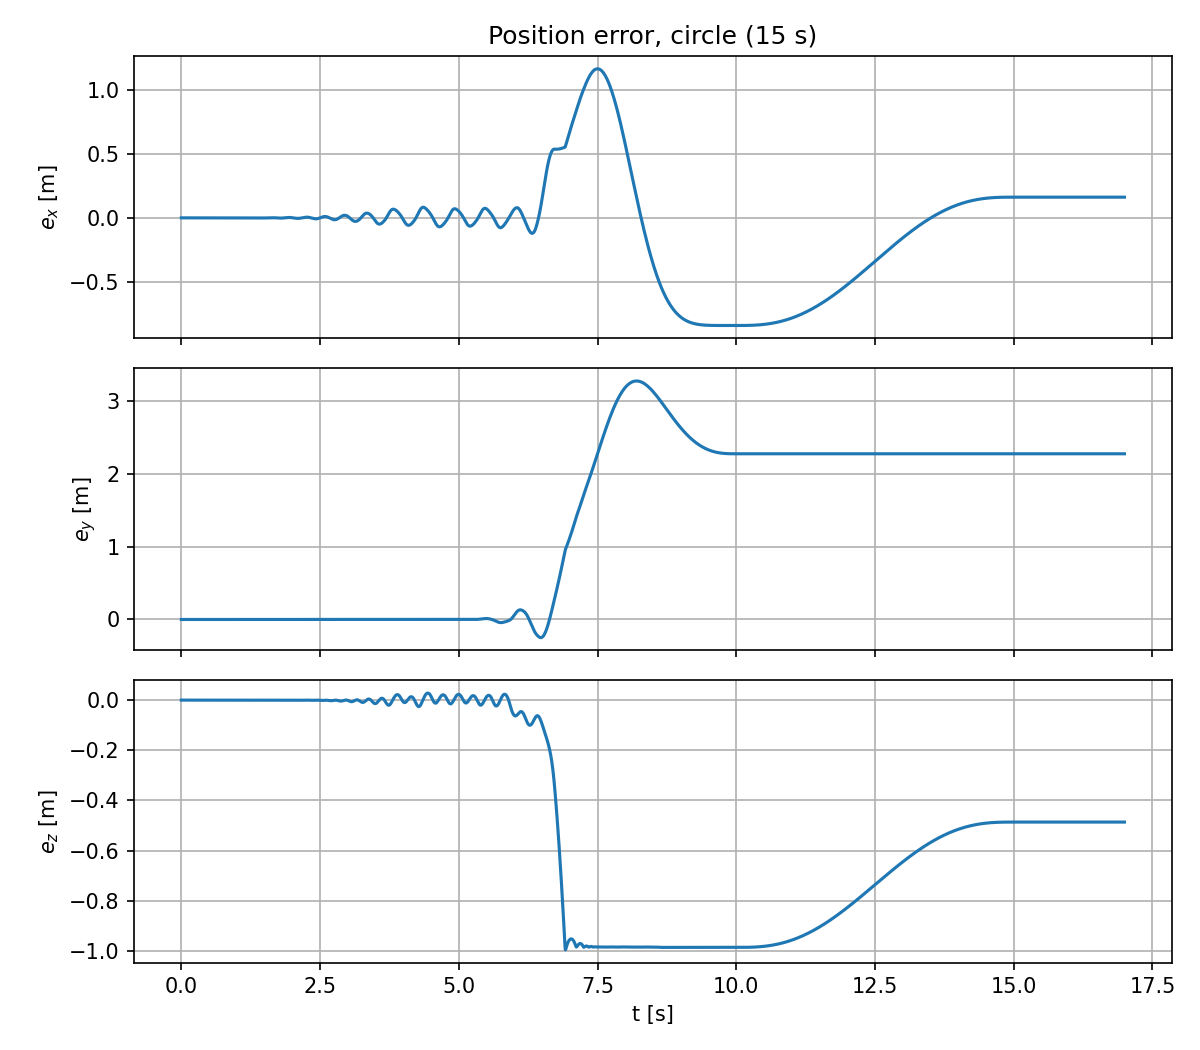 Position error, circle (15 s)
1.0
0.5
0.0
−0.5
e_x [m]
3
2
1
0
e_y [m]
0.0
−0.2
−0.4
−0.6
−0.8
−1.0
e_z [m]
0.0 2.5 5.0 7.5 10.0 12.5 15.0 17.5
t [s]